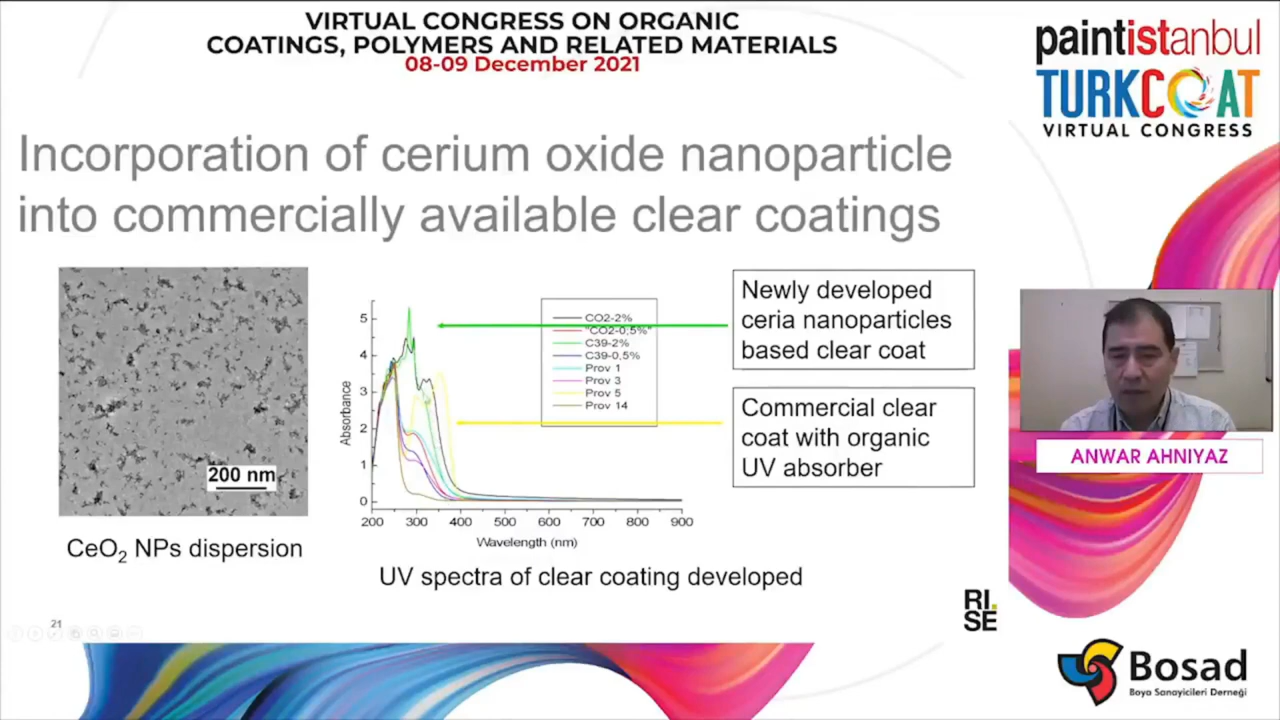 VIRTUAL CONGRESS ON ORGANIC
COATINGS, POLYMERS AND RELATED MATERIALS
08-09 December 2021
paintistanbul
TURKCOAT
VIRTUAL CONGRESS
Incorporation of cerium oxide nanoparticle
into commercially available clear coatings
200 nm
CeO₂ NPs dispersion
Absorbance
5
4
3
2
1
0
200 300 400 500 600 700 800 900
Wavelength (nm)
CO2-2%
"CO2-0,5%"
C39-2%
C39-0,5%
Prov 1
Prov 3
Prov 5
Prov 14
UV spectra of clear coating developed
Newly developed
ceria nanoparticles
based clear coat
Commercial clear
coat with organic
UV absorber
ANWAR AHNIYAZ
21
RI.
SE
Bosad
Boya Sanayicileri Derneği